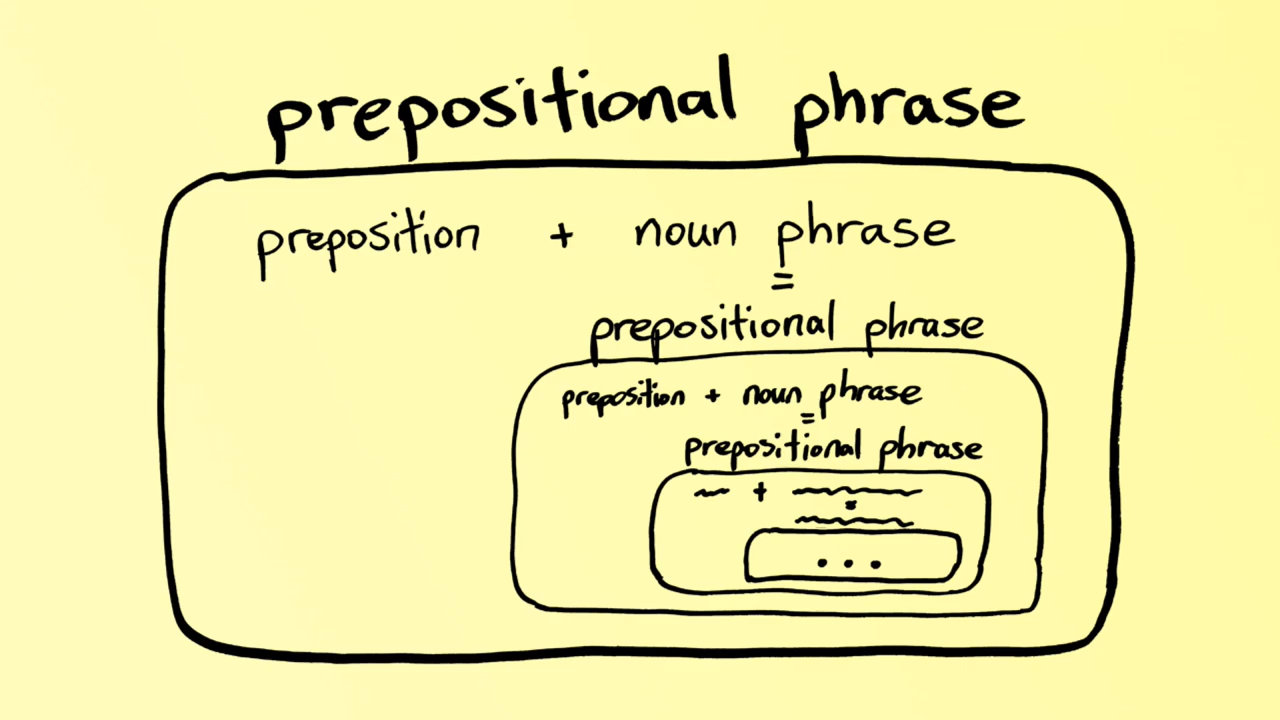 prepositional phrase
preposition + noun phrase
=
prepositional phrase
preposition + noun phrase
=
prepositional phrase
+
=
...